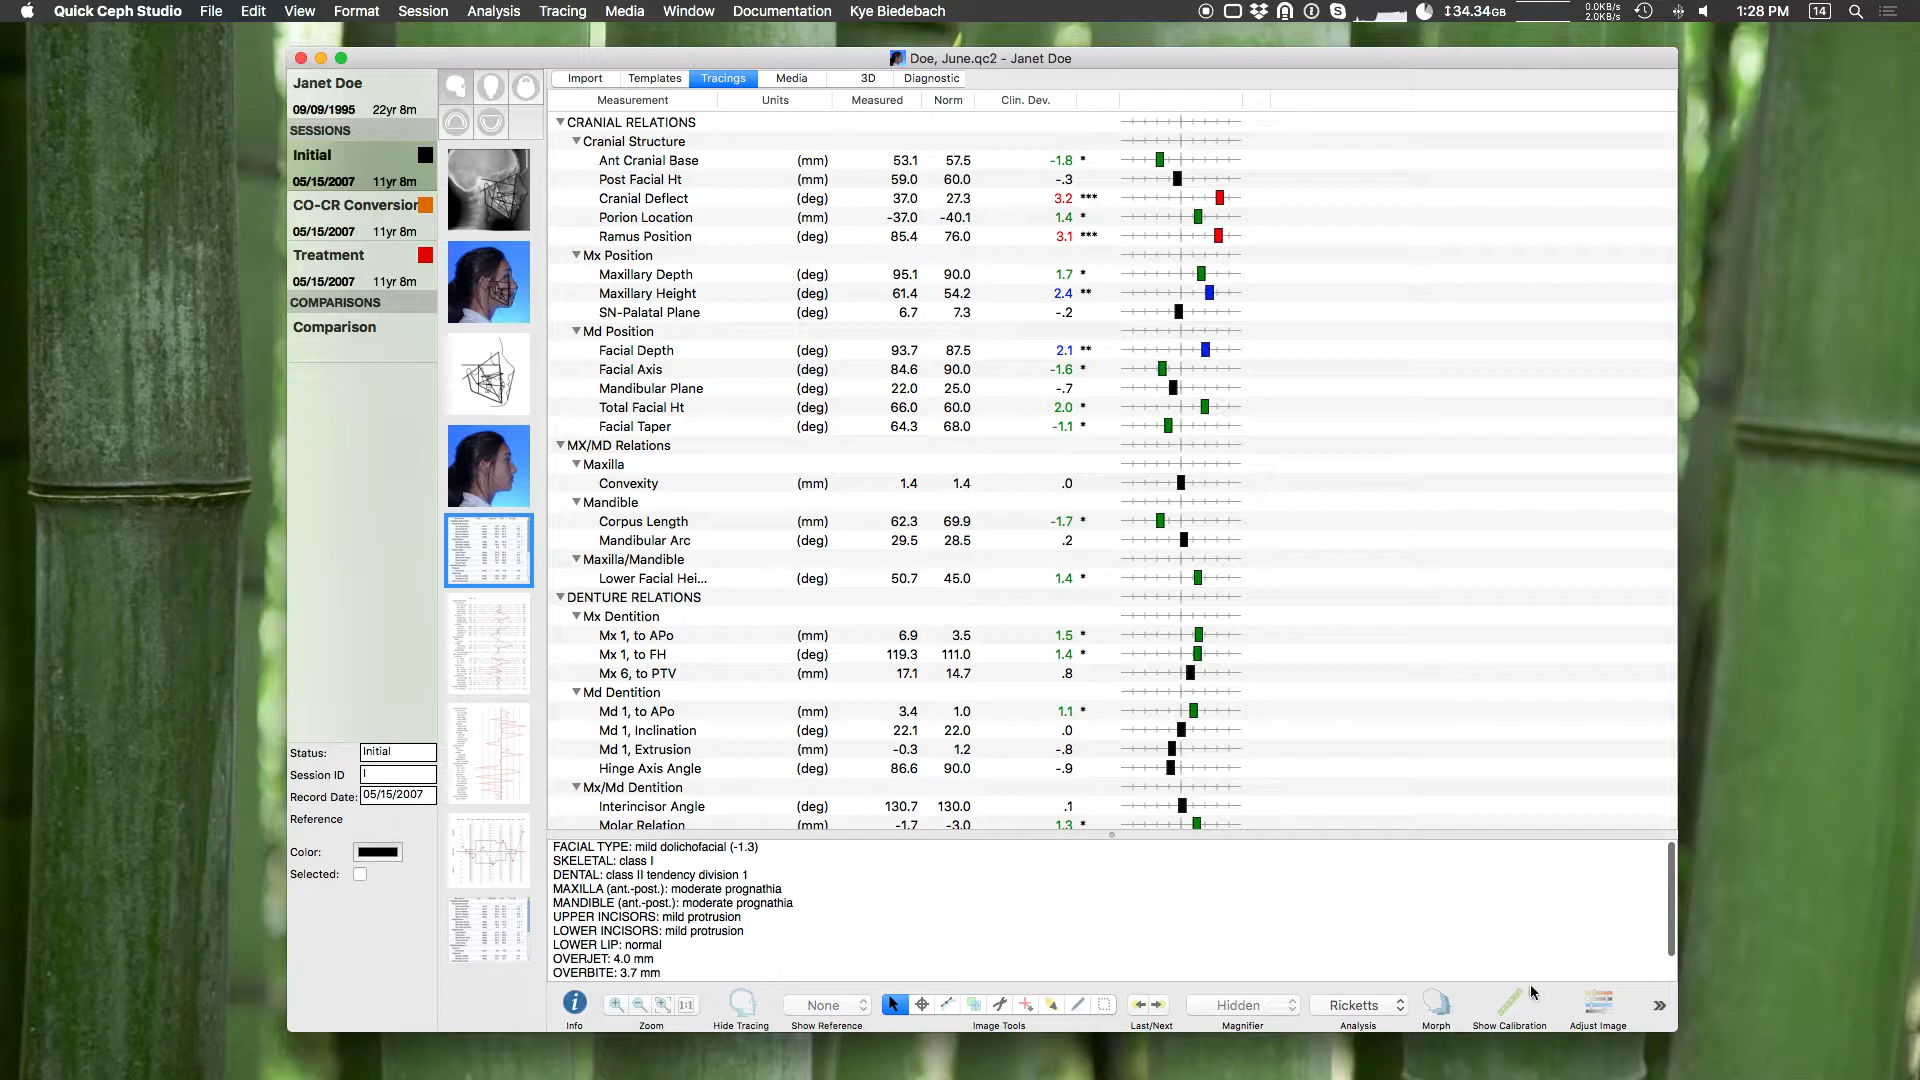 Quick Ceph Studio File Edit View Format Session Analysis Tracing Media Window Documentation Kye Biedebach
34.34GB 0.0KB/s 2.0KB/s 1:28 PM 14
Doe, June.qc2 - Janet Doe
Janet Doe
09/09/1995 22yr 8m
SESSIONS
Initial
05/15/2007 11yr 8m
CO-CR Conversion
05/15/2007 11yr 8m
Treatment
05/15/2007 11yr 8m
COMPARISONS
Comparison
Status: Initial
Session ID I
Record Date: 05/15/2007
Reference
Color:
Selected:
Import Templates Tracings Media 3D Diagnostic
Measurement Units Measured Norm Clin. Dev.
CRANIAL RELATIONS
Cranial Structure
Ant Cranial Base (mm) 53.1 57.5 -1.8 *
Post Facial Ht (mm) 59.0 60.0 -.3
Cranial Deflect (deg) 37.0 27.3 3.2 ***
Porion Location (mm) -37.0 -40.1 1.4 *
Ramus Position (deg) 85.4 76.0 3.1 ***
Mx Position
Maxillary Depth (deg) 95.1 90.0 1.7 *
Maxillary Height (deg) 61.4 54.2 2.4 **
SN-Palatal Plane (deg) 6.7 7.3 -.2
Md Position
Facial Depth (deg) 93.7 87.5 2.1 **
Facial Axis (deg) 84.6 90.0 -1.6 *
Mandibular Plane (deg) 22.0 25.0 -.7
Total Facial Ht (deg) 66.0 60.0 2.0 *
Facial Taper (deg) 64.3 68.0 -1.1 *
MX/MD Relations
Maxilla
Convexity (mm) 1.4 1.4 .0
Mandible
Corpus Length (mm) 62.3 69.9 -1.7 *
Mandibular Arc (deg) 29.5 28.5 .2
Maxilla/Mandible
Lower Facial Hei... (deg) 50.7 45.0 1.4 *
DENTURE RELATIONS
Mx Dentition
Mx 1, to APo (mm) 6.9 3.5 1.5 *
Mx 1, to FH (deg) 119.3 111.0 1.4 *
Mx 6, to PTV (mm) 17.1 14.7 .8
Md Dentition
Md 1, to APo (mm) 3.4 1.0 1.1 *
Md 1, Inclination (deg) 22.1 22.0 .0
Md 1, Extrusion (mm) -0.3 1.2 -.8
Hinge Axis Angle (deg) 86.6 90.0 -.9
Mx/Md Dentition
Interincisor Angle (deg) 130.7 130.0 .1
Molar Relation (mm) -1.7 -3.0 1.3 *
FACIAL TYPE: mild dolichofacial (-1.3)
SKELETAL: class I
DENTAL: class II tendency division 1
MAXILLA (ant.-post.): moderate prognathia
MANDIBLE (ant.-post.): moderate prognathia
UPPER INCISORS: mild protrusion
LOWER INCISORS: mild protrusion
LOWER LIP: normal
OVERJET: 4.0 mm
OVERBITE: 3.7 mm
1:1 None Hidden Ricketts
Info Zoom Hide Tracing Show Reference Image Tools Last/Next Magnifier Analysis Morph Show Calibration Adjust Image